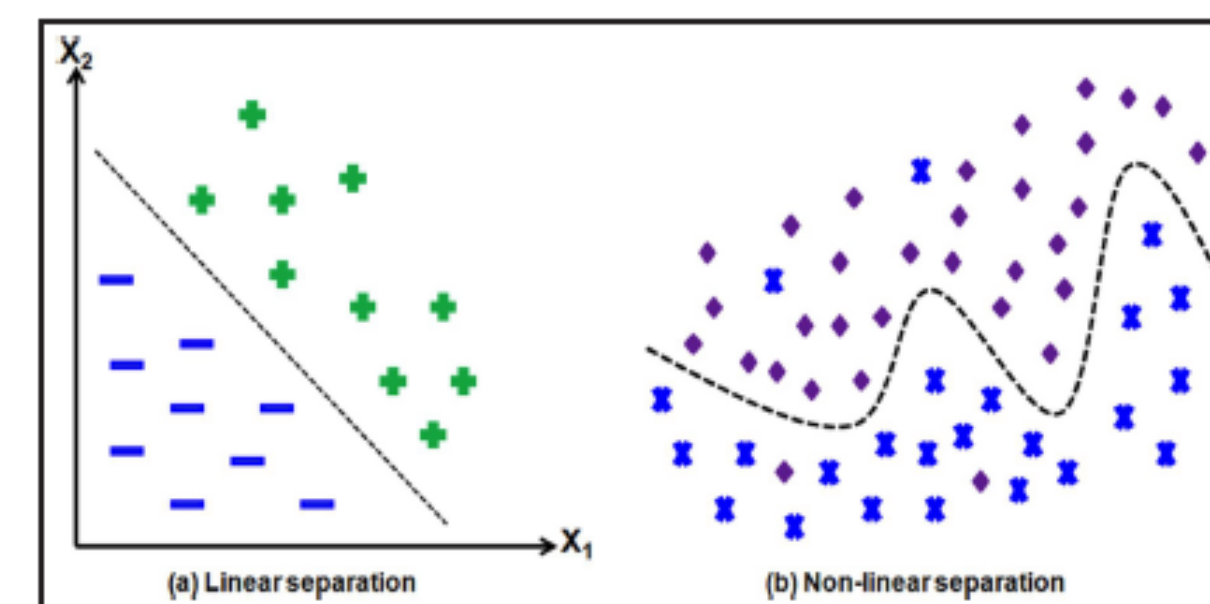 X₂
X₁
(a) Linear separation
(b) Non-linear separation